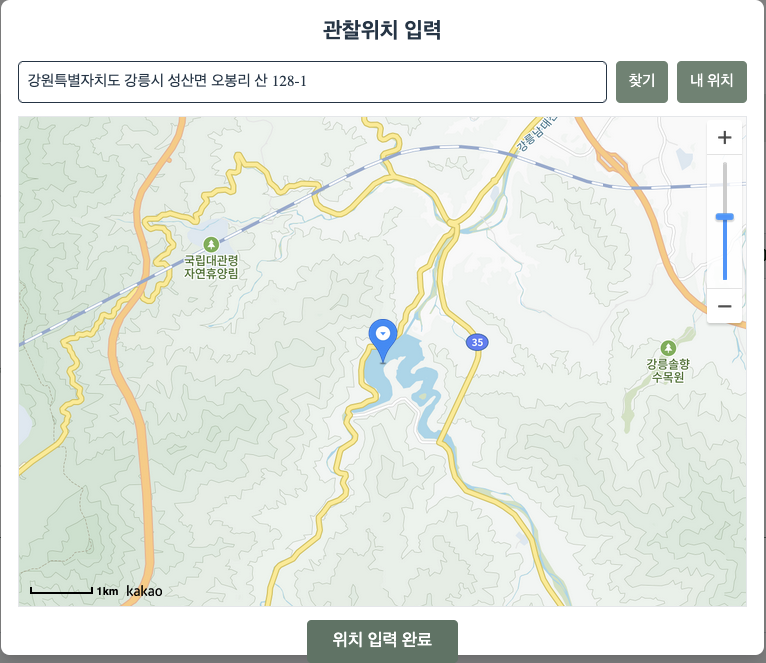 관찰위치 입력
강원특별자치도 강릉시 성산면 오봉리 산 128-1
찾기
내 위치
강릉남대천
+
국립대관령
자연휴양림
35
−
강릉솔향
수목원
1km
kakao
위치 입력 완료